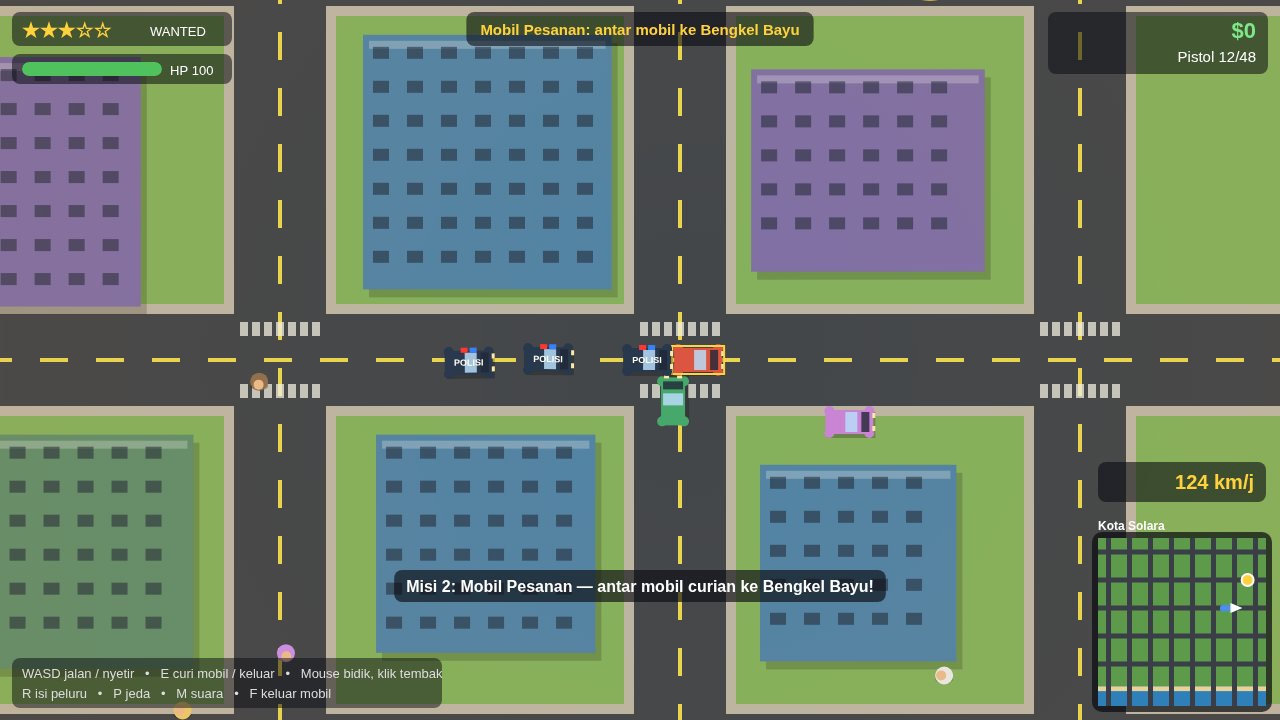 ★★★☆☆ WANTED
HP 100
Mobil Pesanan: antar mobil ke Bengkel Bayu
$0
Pistol 12/48
POLISI
POLISI
POLISI
124 km/j
Kota Solara
Misi 2: Mobil Pesanan — antar mobil curian ke Bengkel Bayu!
WASD jalan / nyetir • E curi mobil / keluar • Mouse bidik, klik tembak
R isi peluru • P jeda • M suara • F keluar mobil